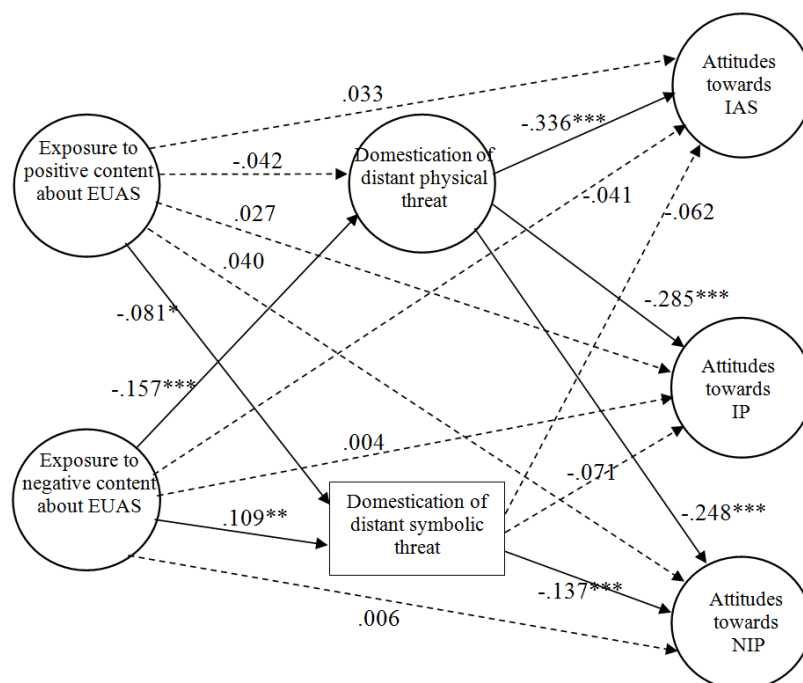 Attitudes
towards
IAS
.033
-.336***
Exposure to
positive content
about EUAS
-.042
Domestication of
distant physical
threat
-.041
-.062
.027
.040
-.285***
-.081*
-.157***
Attitudes
towards
IP
.004
Exposure to
negative content
about EUAS
-.071
Domestication of
distant symbolic
threat
.109**
-.248***
-.137***
.006
Attitudes
towards
NIP